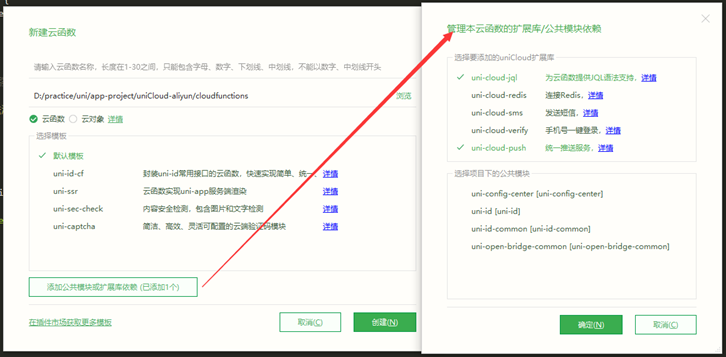 新建云函数
请输入云函数名称，长度在1-30之间，只能包含字母、数字、下划线、中划线，不能以数字、中划线开头
D:/practice/uni/app-project/uniCloud-aliyun/cloudfunctions 浏览
云函数 云对象 详情
选择模板
默认模板
uni-id-cf 封装uni-id常用接口的云函数，快速实现简单、统一、 详情
uni-ssr 云函数实现uni-app服务端渲染 详情
uni-sec-check 内容安全检测，包含图片和文字检测 详情
uni-captcha 简洁、高效、灵活可配置的云端验证码模块 详情
添加公共模块或扩展库依赖 (已添加1个)
在插件市场获取更多模板 取消(C) 创建(N)
管理本云函数的扩展库/公共模块依赖
选择要添加的uniCloud扩展库
uni-cloud-jql 为云函数提供JQL语法支持，详情
uni-cloud-redis 连接Redis，详情
uni-cloud-sms 发送短信，详情
uni-cloud-verify 手机号一键登录，详情
uni-cloud-push 统一推送服务，详情
选择项目下的公共模块
uni-config-center [uni-config-center]
uni-id [uni-id]
uni-id-common [uni-id-common]
uni-open-bridge-common [uni-open-bridge-common]
确定(N) 取消(C)